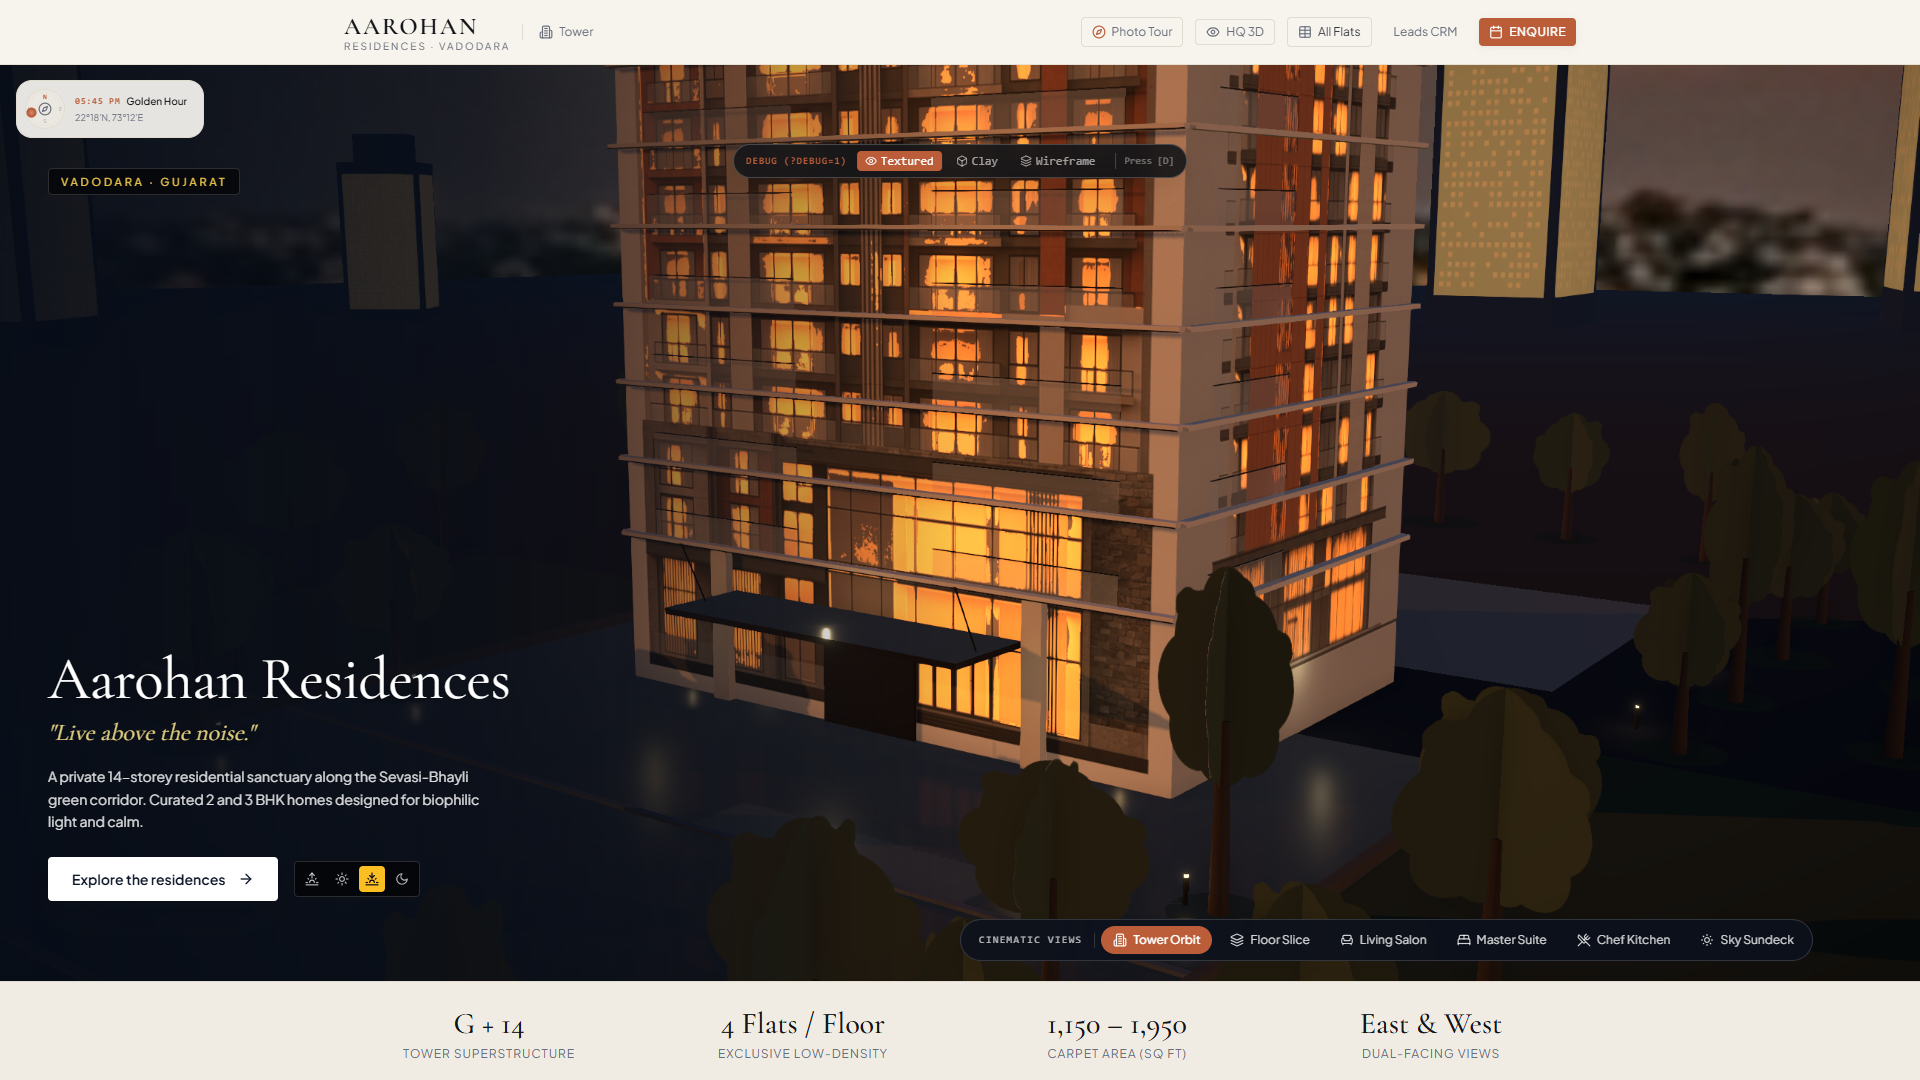 AAROHAN
RESIDENCES · VADODARA
Tower
Photo Tour
HQ 3D
All Flats
Leads CRM
ENQUIRE
N
05:45 PM Golden Hour
22°18'N, 73°12'E
DEBUG (?DEBUG=1)
Textured
Clay
Wireframe
Press [D]
VADODARA · GUJARAT
Aarohan Residences
"Live above the noise."
A private 14-storey residential sanctuary along the Sevasi-Bhayli
green corridor. Curated 2 and 3 BHK homes designed for biophilic
light and calm.
Explore the residences
CINEMATIC VIEWS
Tower Orbit
Floor Slice
Living Salon
Master Suite
Chef Kitchen
Sky Sundeck
G + 14
TOWER SUPERSTRUCTURE
4 Flats / Floor
EXCLUSIVE LOW-DENSITY
1,150 – 1,950
CARPET AREA (SQ FT)
East & West
DUAL-FACING VIEWS